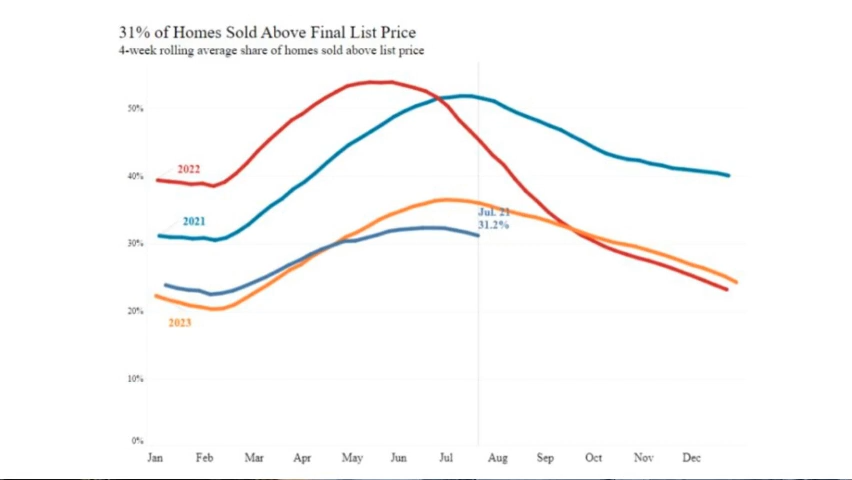 31% of Homes Sold Above Final List Price
4-week rolling average share of homes sold above list price
50%
2022
40%
2021
Jul. 21
31.2%
30%
20%
2023
10%
0%
Jan Feb Mar Apr May Jun Jul Aug Sep Oct Nov Dec